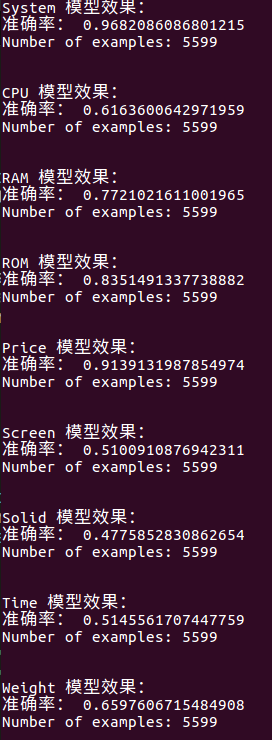 System 模型效果：
准确率： 0.9682086086801215
Number of examples: 5599
CPU 模型效果：
准确率： 0.6163600642971959
Number of examples: 5599
RAM 模型效果：
准确率： 0.7721021611001965
Number of examples: 5599
ROM 模型效果：
准确率： 0.8351491337738882
Number of examples: 5599
Price 模型效果：
准确率： 0.9139131987854974
Number of examples: 5599
Screen 模型效果：
准确率： 0.5100910876942311
Number of examples: 5599
Solid 模型效果：
准确率： 0.4775852830862654
Number of examples: 5599
Time 模型效果：
准确率： 0.5145561707447759
Number of examples: 5599
Weight 模型效果：
准确率： 0.6597606715484908
Number of examples: 5599